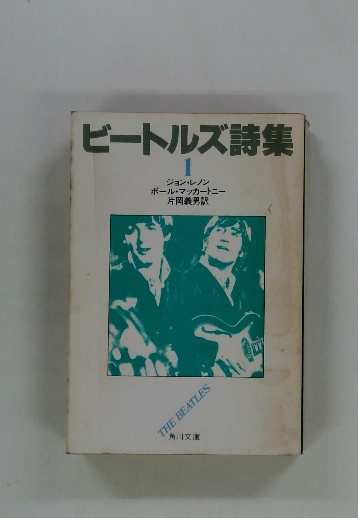 ビートルズ詩集
1
ジョン・レノン
ポール・マッカートニー
片岡義男訳
THE BEATLES
角川文庫